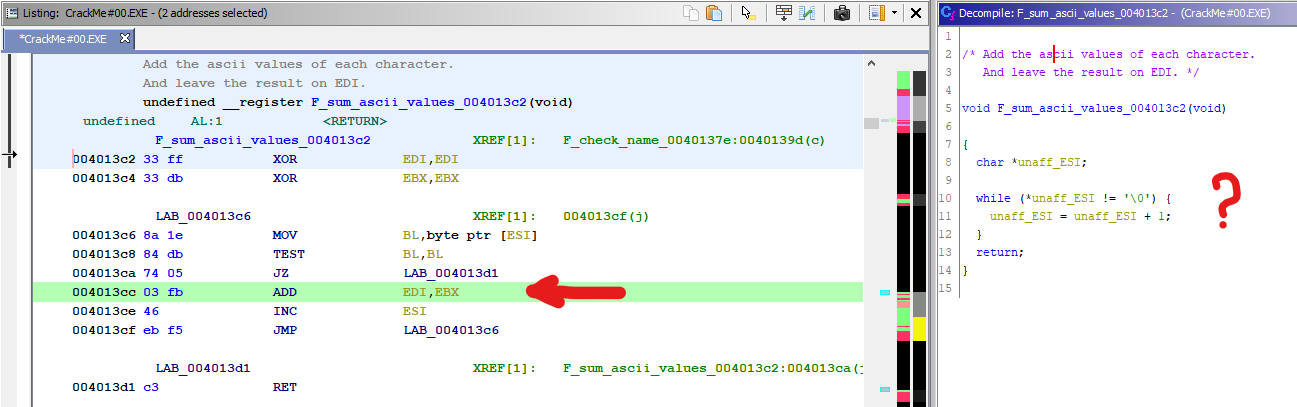 Listing: CrackMe#00.EXE - (2 addresses selected)
*CrackMe#00.EXE
Add the ascii values of each character.
And leave the result on EDI.
undefined __register F_sum_ascii_values_004013c2(void)
undefined AL:1 <RETURN>
F_sum_ascii_values_004013c2 XREF[1]: F_check_name_0040137e:0040139d(c)
004013c2 33 ff XOR EDI,EDI
004013c4 33 db XOR EBX,EBX
LAB_004013c6 XREF[1]: 004013cf(j)
004013c6 8a 1e MOV BL,byte ptr [ESI]
004013c8 84 db TEST BL,BL
004013ca 74 05 JZ LAB_004013d1
004013cc 03 fb ADD EDI,EBX
004013ce 46 INC ESI
004013cf eb f5 JMP LAB_004013c6
LAB_004013d1 XREF[1]: F_sum_ascii_values_004013c2:004013ca(
004013d1 c3 RET
Decompile: F_sum_ascii_values_004013c2 - (CrackMe#00.EXE)
1
2 /* Add the ascii values of each character.
3 And leave the result on EDI. */
4
5 void F_sum_ascii_values_004013c2(void)
6
7 {
8 char *unaff_ESI;
9
10 while (*unaff_ESI != '\0') {
11 unaff_ESI = unaff_ESI + 1;
12 }
13 return;
14 }
15
?